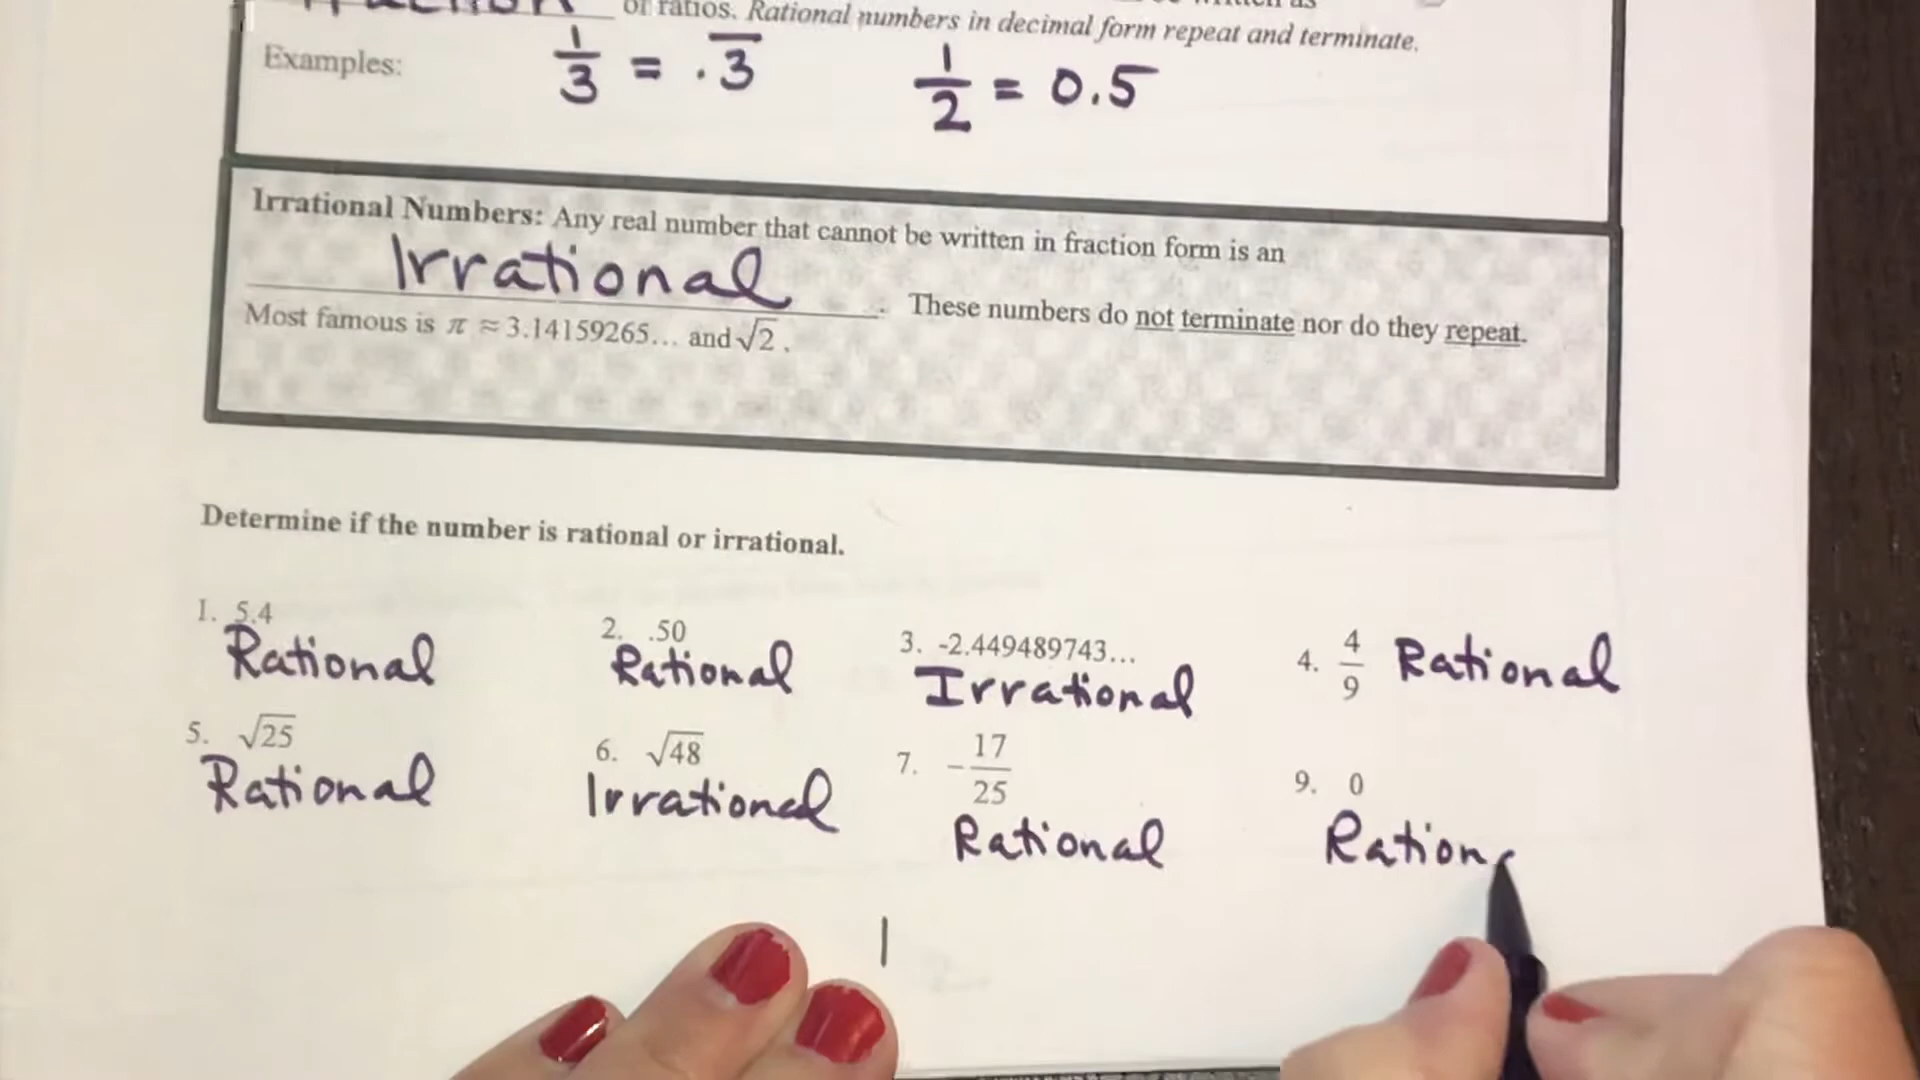 fraction or ratios. Rational numbers in decimal form repeat and terminate.
Examples: 1/3 = .3̅ 1/2 = 0.5
Irrational Numbers: Any real number that cannot be written in fraction form is an
Irrational. These numbers do not terminate nor do they repeat.
Most famous is π ≈ 3.14159265... and √2 .
Determine if the number is rational or irrational.
1. 5.4 2. .50 3. -2.449489743... 4. 4/9 Rational
Rational Rational Irrational
5. √25 6. √48 7. -17/25 9. 0
Rational Irrational Rational Rationa